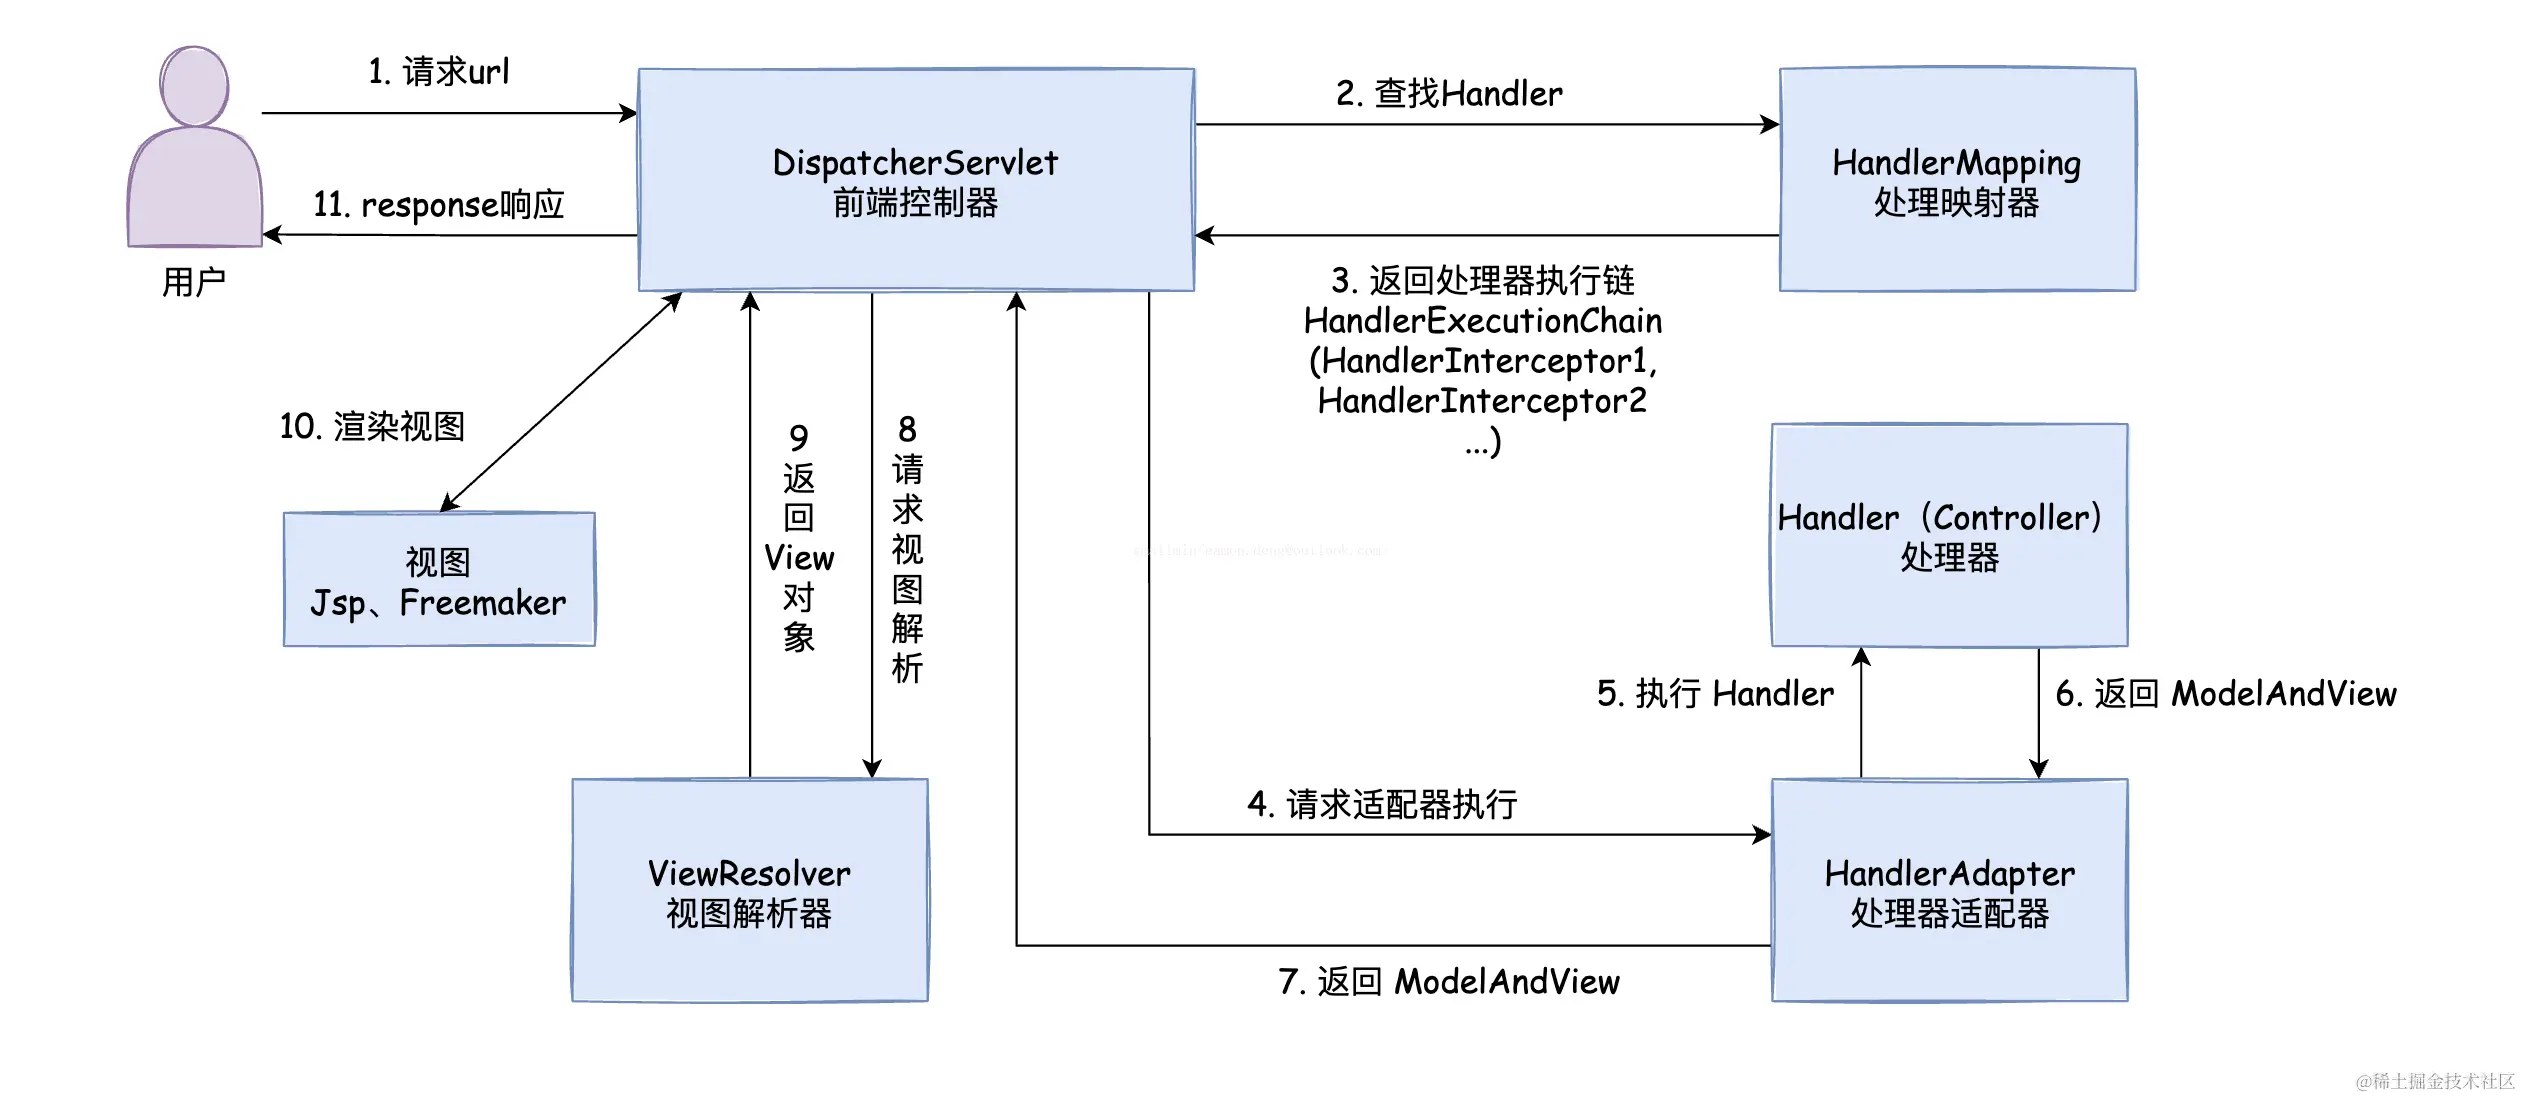 1. 请求url
2. 查找Handler
DispatcherServlet
前端控制器
HandlerMapping
处理映射器
11. response响应
用户
3. 返回处理器执行链
HandlerExecutionChain
(HandlerInterceptor1,
HandlerInterceptor2
...)
10. 渲染视图
9
返
回
View
对
象
8
请
求
视
图
解
析
Handler（Controller）
处理器
视图
Jsp、Freemaker
5. 执行 Handler
6. 返回 ModelAndView
4. 请求适配器执行
ViewResolver
视图解析器
HandlerAdapter
处理器适配器
7. 返回 ModelAndView
@稀土掘金技术社区